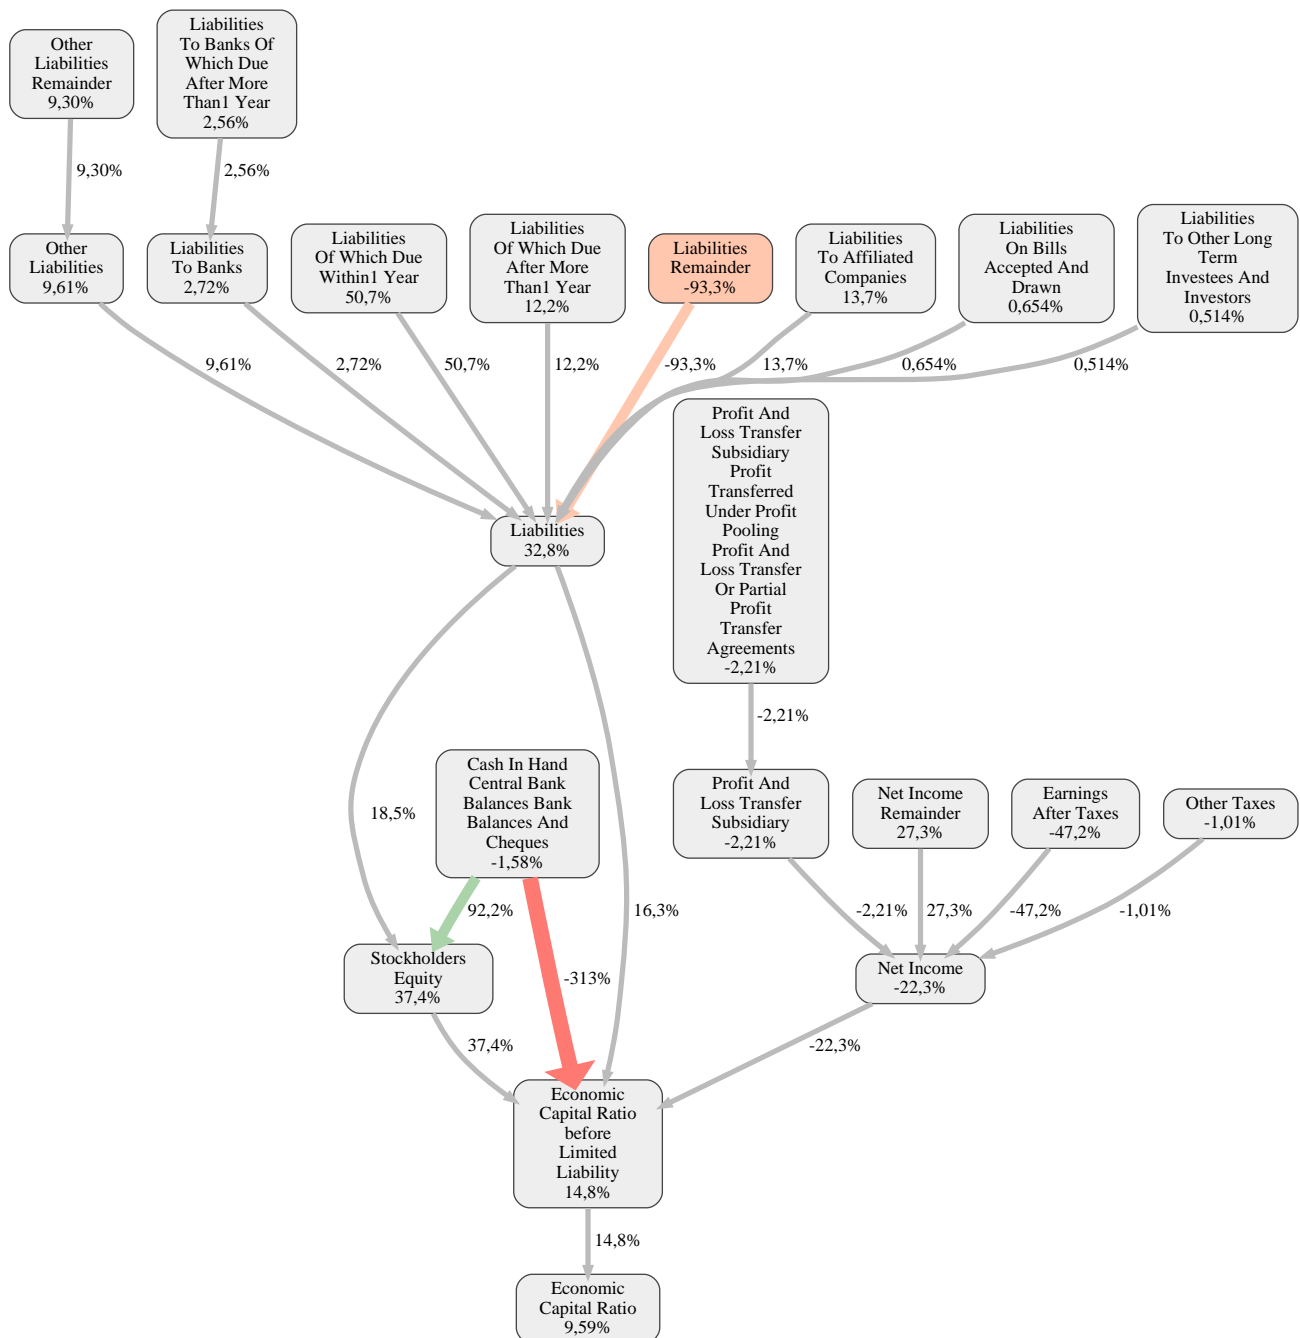 Other
Liabilities
Remainder
9,30%
Liabilities
To Banks Of
Which Due
After More
Than1 Year
2,56%
9,30%
2,56%
Other
Liabilities
9,61%
Liabilities
To Banks
2,72%
Liabilities
Of Which Due
Within1 Year
50,7%
Liabilities
Of Which Due
After More
Than1 Year
12,2%
Liabilities
Remainder
-93,3%
Liabilities
To Affiliated
Companies
13,7%
Liabilities
On Bills
Accepted And
Drawn
0,654%
Liabilities
To Other Long
Term
Investees And
Investors
0,514%
9,61%
2,72%
50,7%
12,2%
-93,3%
13,7%
0,654%
0,514%
Profit And
Loss Transfer
Subsidiary
Profit
Transferred
Under Profit
Pooling
Profit And
Loss Transfer
Or Partial
Profit
Transfer
Agreements
-2,21%
Liabilities
32,8%
-2,21%
Cash In Hand
Central Bank
Balances Bank
Balances And
Cheques
-1,58%
Profit And
Loss Transfer
Subsidiary
-2,21%
Net Income
Remainder
27,3%
Earnings
After Taxes
-47,2%
Other Taxes
-1,01%
18,5%
92,2%
16,3%
-2,21%
27,3%
-47,2%
-1,01%
Stockholders
Equity
37,4%
-313%
Net Income
-22,3%
37,4%
-22,3%
Economic
Capital Ratio
before
Limited
Liability
14,8%
14,8%
Economic
Capital Ratio
9,59%